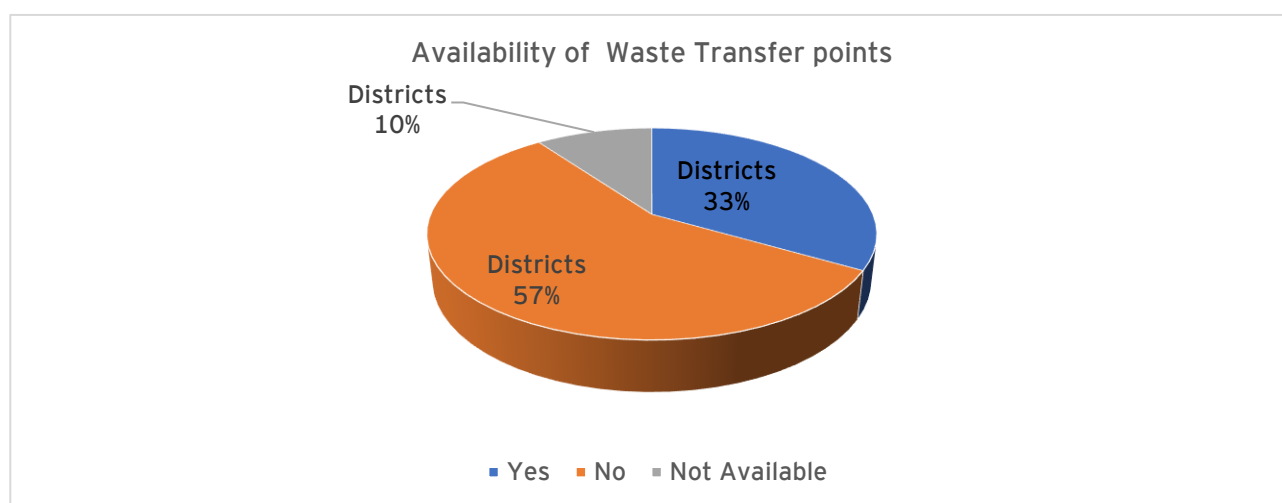 Availability of  Waste Transfer points
Districts
10%
Districts
33%
Districts
57%
Yes No Not Available